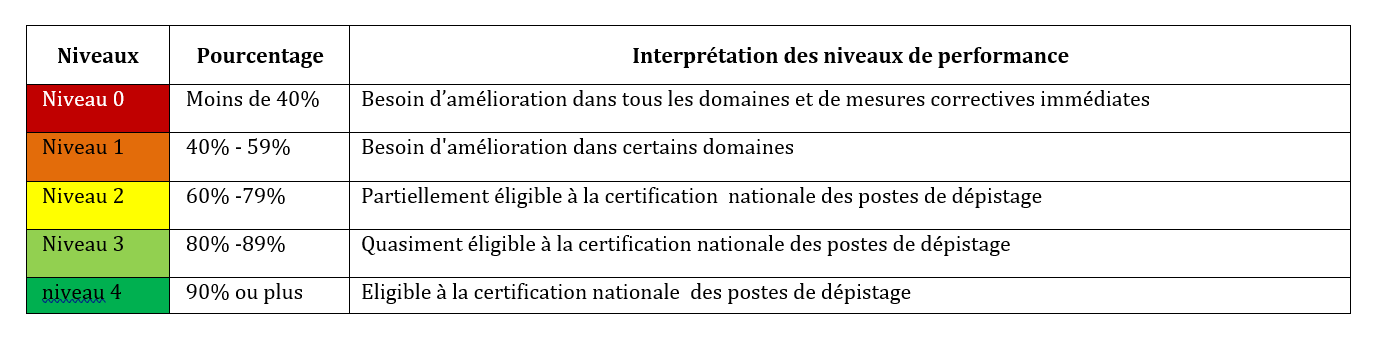 Niveaux Pourcentage Interprétation des niveaux de performance
Niveau 0 Moins de 40% Besoin d’amélioration dans tous les domaines et de mesures correctives immédiates
Niveau 1 40% - 59% Besoin d'amélioration dans certains domaines
Niveau 2 60% -79% Partiellement éligible à la certification  nationale des postes de dépistage
Niveau 3 80% -89% Quasiment éligible à la certification nationale des postes de dépistage
niveau 4 90% ou plus Eligible à la certification nationale  des postes de dépistage